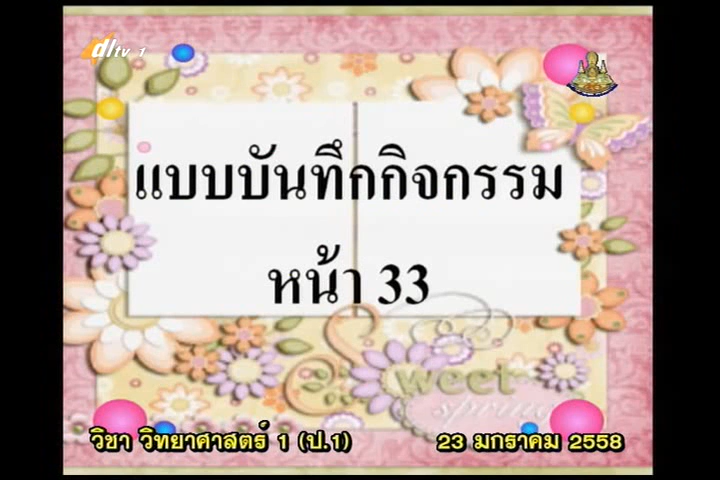 dltv 1
แบบบันทึกกิจกรรม
หน้า 33
weet
spring
วิชา วิทยาศาสตร์ 1 (ป.1)
23 มกราคม 2558